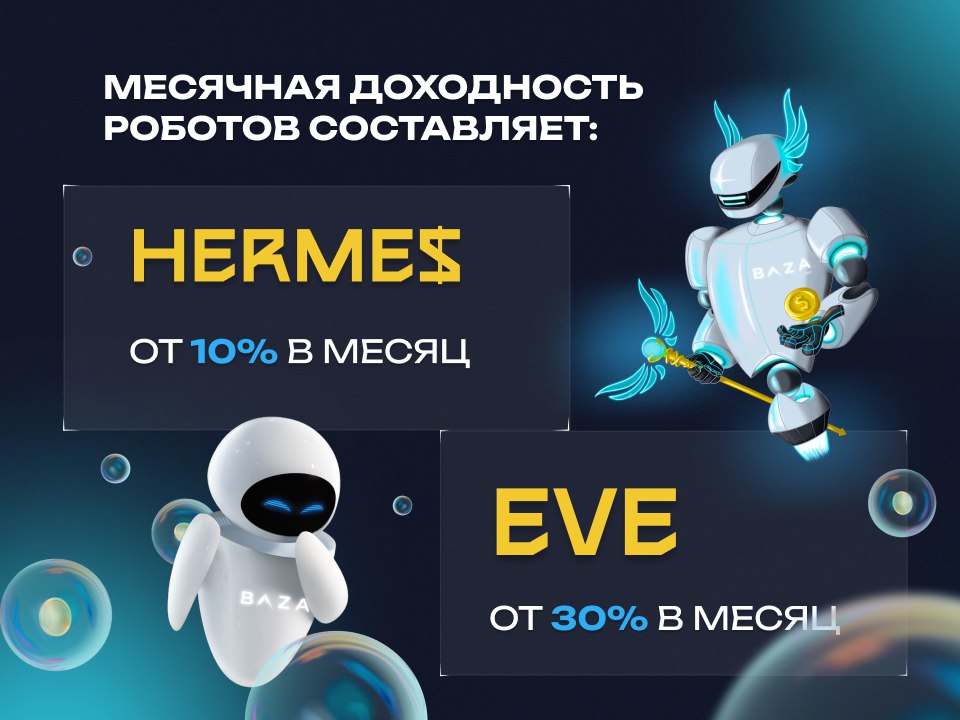 МЕСЯЧНАЯ ДОХОДНОСТЬ
РОБОТОВ СОСТАВЛЯЕТ:
HERME$
ОТ 10% В МЕСЯЦ
BAZA
EVE
ОТ 30% В МЕСЯЦ
BAZA